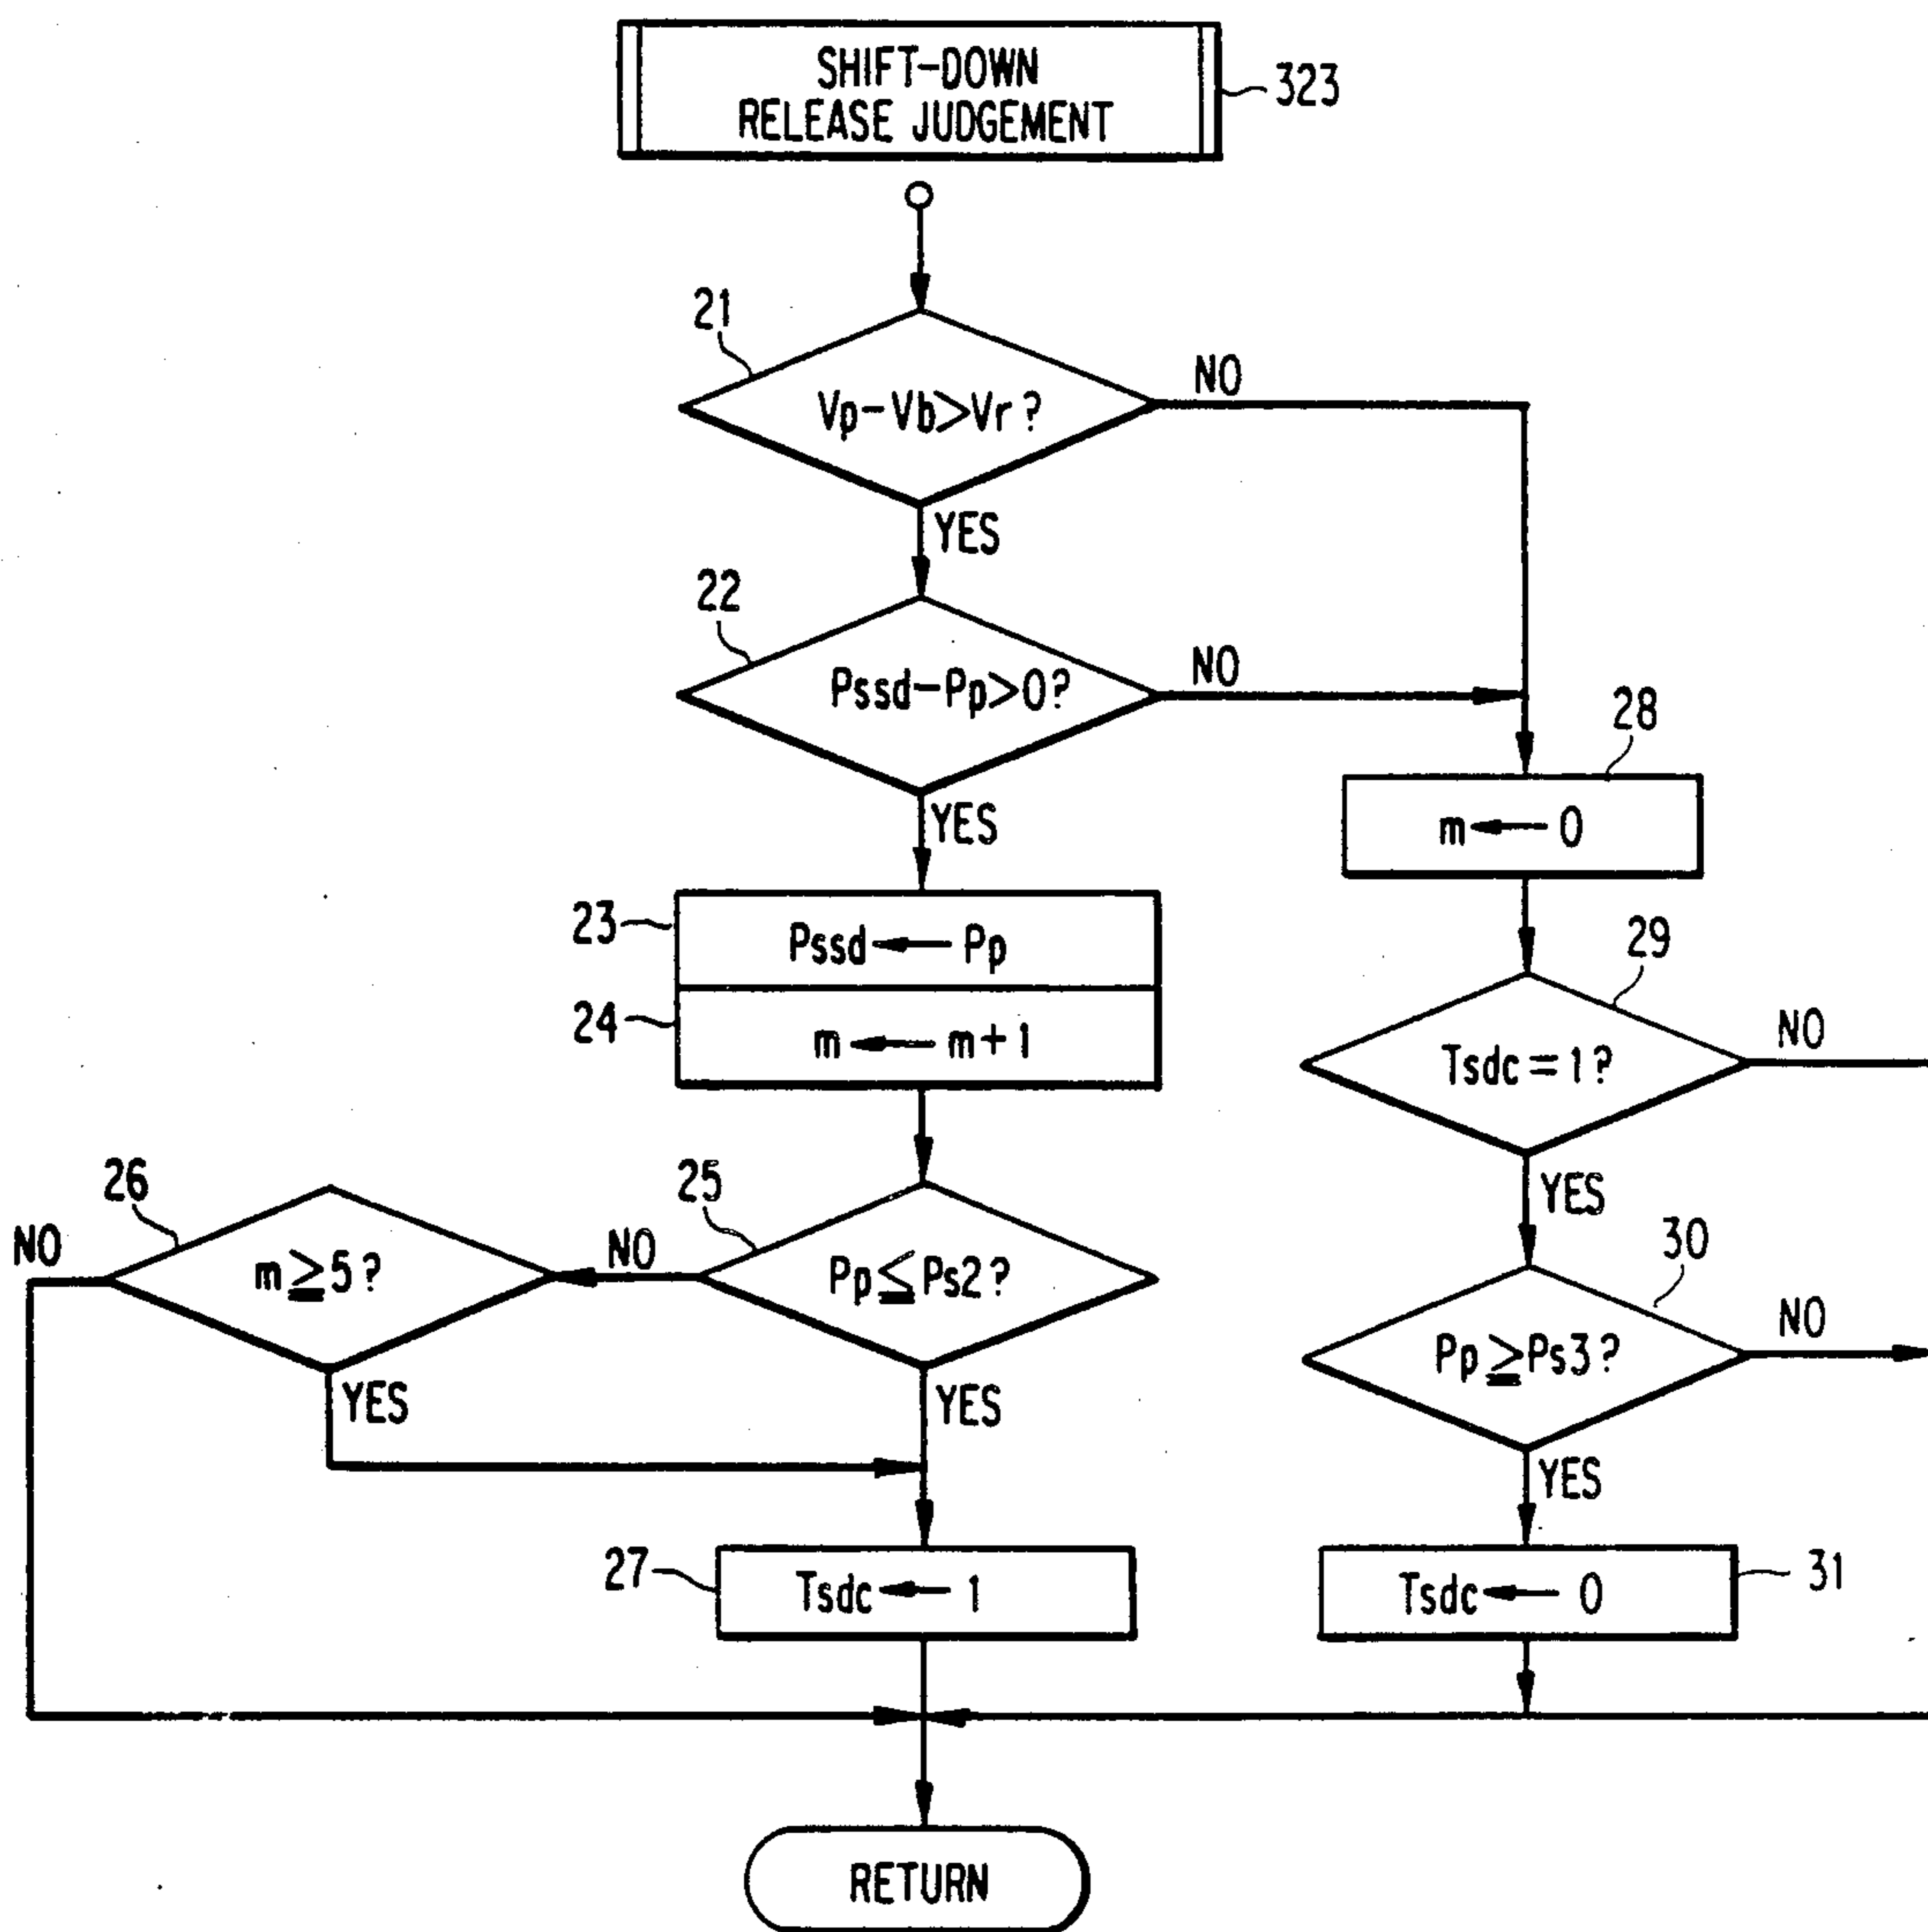 SHIFT-DOWN
RELEASE JUDGEMENT
323
21
Vp-Vb>Vr?
NO
YES
22
Pssd-Pp>0?
NO
YES
28
m←0
23
Pssd←Pp
24
m←m+1
29
Tsdc=1?
NO
YES
26
NO
m≧5?
YES
25
NO
Pp≦Ps2?
YES
30
Pp≧Ps3?
NO
YES
27
Tsdc←1
31
Tsdc←0
RETURN